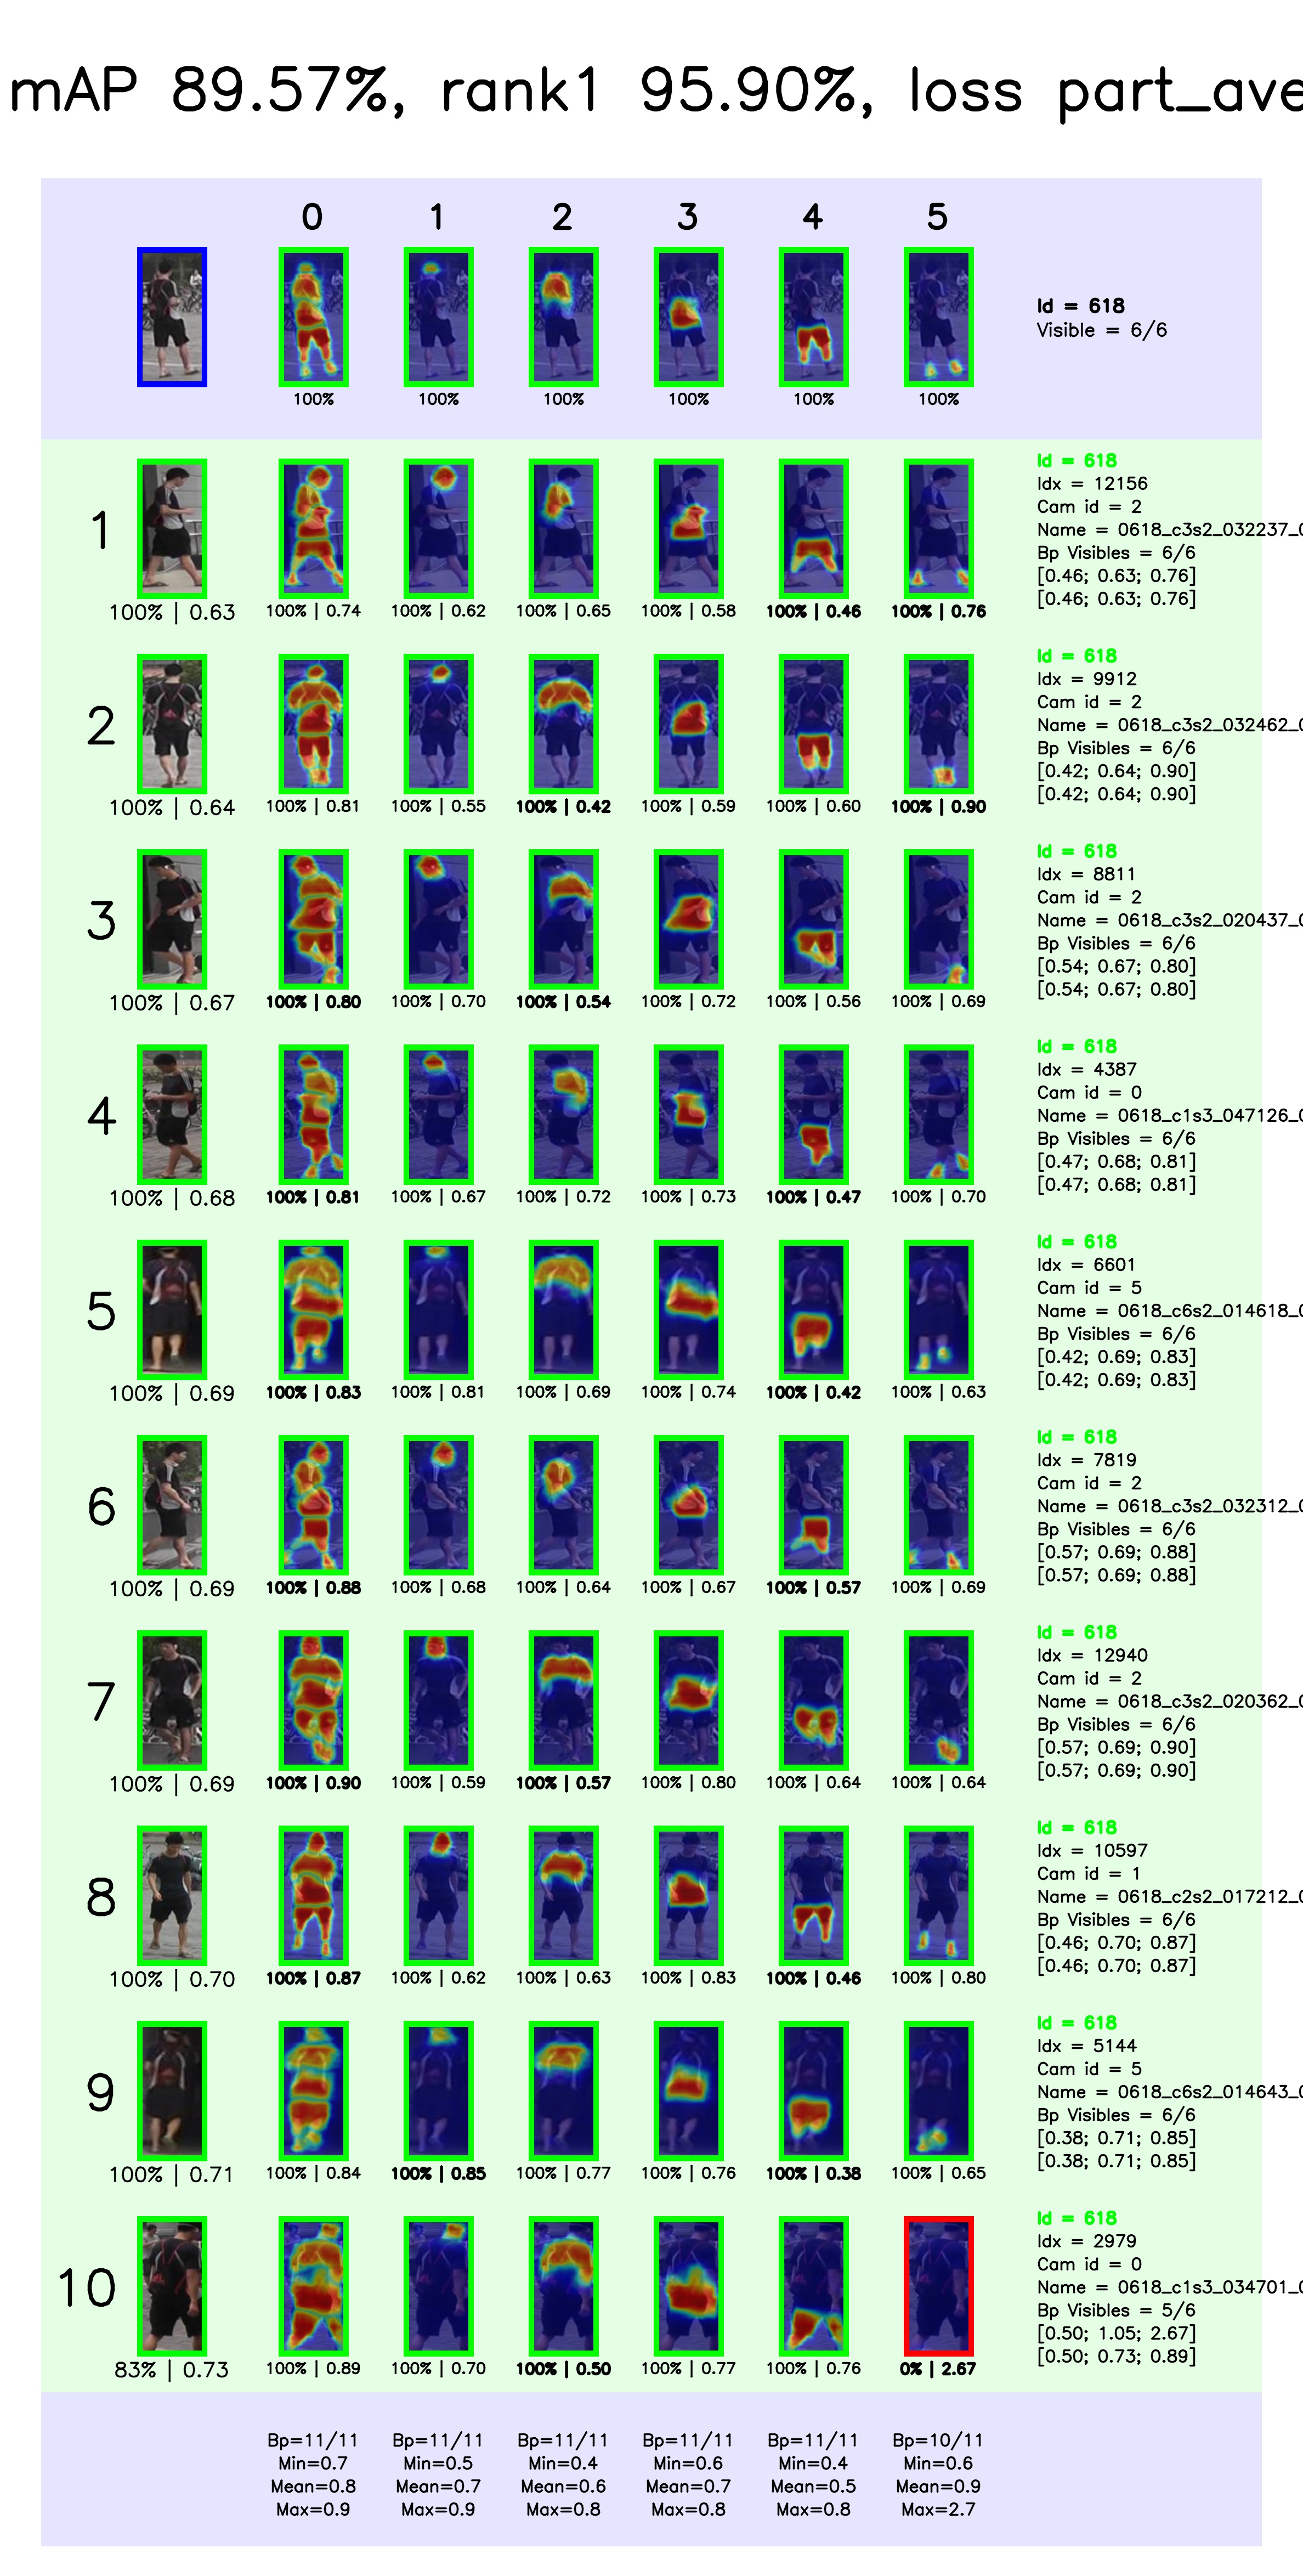 mAP 89.57%, rank1 95.90%, loss part_ave
0 1 2 3 4 5
Id = 618
Visible = 6/6
100% 100% 100% 100% 100% 100%
1
Id = 618
Idx = 12156
Cam id = 2
Name = 0618_c3s2_032237_0
Bp Visibles = 6/6
[0.46; 0.63; 0.76]
[0.46; 0.63; 0.76]
100% | 0.63 100% | 0.74 100% | 0.62 100% | 0.65 100% | 0.58 100% | 0.46 100% | 0.76
2
Id = 618
Idx = 9912
Cam id = 2
Name = 0618_c3s2_032462_0
Bp Visibles = 6/6
[0.42; 0.64; 0.90]
[0.42; 0.64; 0.90]
100% | 0.64 100% | 0.81 100% | 0.55 100% | 0.42 100% | 0.59 100% | 0.60 100% | 0.90
3
Id = 618
Idx = 8811
Cam id = 2
Name = 0618_c3s2_020437_0
Bp Visibles = 6/6
[0.54; 0.67; 0.80]
[0.54; 0.67; 0.80]
100% | 0.67 100% | 0.80 100% | 0.70 100% | 0.54 100% | 0.72 100% | 0.56 100% | 0.69
4
Id = 618
Idx = 4387
Cam id = 0
Name = 0618_c1s3_047126_0
Bp Visibles = 6/6
[0.47; 0.68; 0.81]
[0.47; 0.68; 0.81]
100% | 0.68 100% | 0.81 100% | 0.67 100% | 0.72 100% | 0.73 100% | 0.47 100% | 0.70
5
Id = 618
Idx = 6601
Cam id = 5
Name = 0618_c6s2_014618_0
Bp Visibles = 6/6
[0.42; 0.69; 0.83]
[0.42; 0.69; 0.83]
100% | 0.69 100% | 0.83 100% | 0.81 100% | 0.69 100% | 0.74 100% | 0.42 100% | 0.63
6
Id = 618
Idx = 7819
Cam id = 2
Name = 0618_c3s2_032312_0
Bp Visibles = 6/6
[0.57; 0.69; 0.88]
[0.57; 0.69; 0.88]
100% | 0.69 100% | 0.88 100% | 0.68 100% | 0.64 100% | 0.67 100% | 0.57 100% | 0.69
7
Id = 618
Idx = 12940
Cam id = 2
Name = 0618_c3s2_020362_0
Bp Visibles = 6/6
[0.57; 0.69; 0.90]
[0.57; 0.69; 0.90]
100% | 0.69 100% | 0.90 100% | 0.59 100% | 0.57 100% | 0.80 100% | 0.64 100% | 0.64
8
Id = 618
Idx = 10597
Cam id = 1
Name = 0618_c2s2_017212_0
Bp Visibles = 6/6
[0.46; 0.70; 0.87]
[0.46; 0.70; 0.87]
100% | 0.70 100% | 0.87 100% | 0.62 100% | 0.63 100% | 0.83 100% | 0.46 100% | 0.80
9
Id = 618
Idx = 5144
Cam id = 5
Name = 0618_c6s2_014643_0
Bp Visibles = 6/6
[0.38; 0.71; 0.85]
[0.38; 0.71; 0.85]
100% | 0.71 100% | 0.84 100% | 0.85 100% | 0.77 100% | 0.76 100% | 0.38 100% | 0.65
10
Id = 618
Idx = 2979
Cam id = 0
Name = 0618_c1s3_034701_0
Bp Visibles = 5/6
[0.50; 1.05; 2.67]
[0.50; 0.73; 0.89]
83% | 0.73 100% | 0.89 100% | 0.70 100% | 0.50 100% | 0.77 100% | 0.76 0% | 2.67
Bp=11/11 Bp=11/11 Bp=11/11 Bp=11/11 Bp=11/11 Bp=10/11
Min=0.7 Min=0.5 Min=0.4 Min=0.6 Min=0.4 Min=0.6
Mean=0.8 Mean=0.7 Mean=0.6 Mean=0.7 Mean=0.5 Mean=0.9
Max=0.9 Max=0.9 Max=0.8 Max=0.8 Max=0.8 Max=2.7